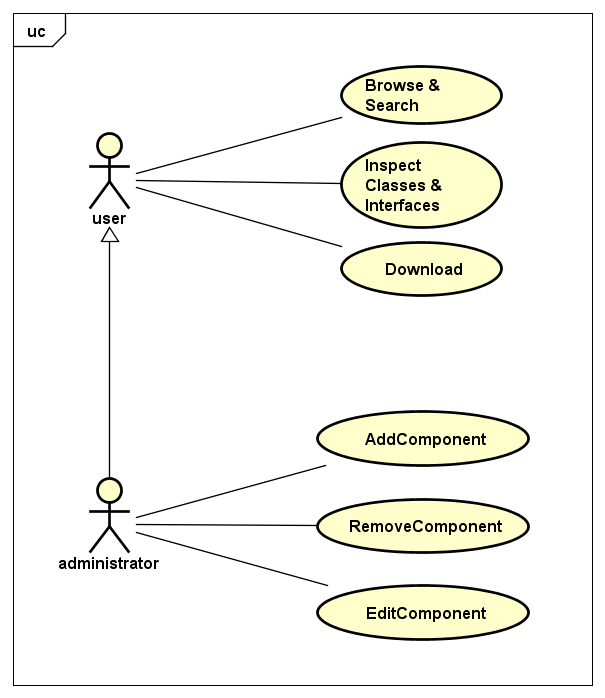 uc
Browse &
Search
Inspect
Classes &
Interfaces
user
Download
AddComponent
RemoveComponent
administrator
EditComponent